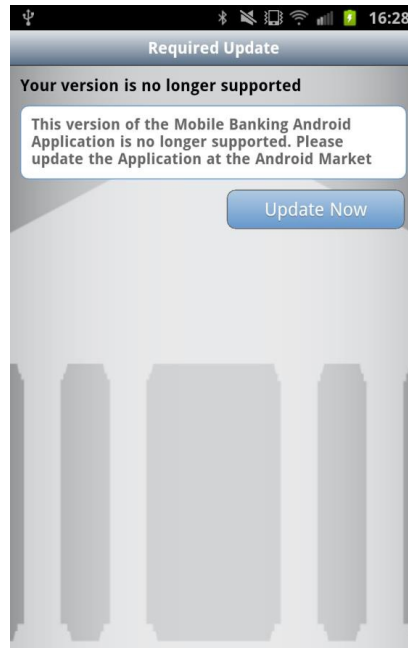 16:28
Required Update
Your version is no longer supported
This version of the Mobile Banking Android
Application is no longer supported. Please
update the Application at the Android Market
Update Now